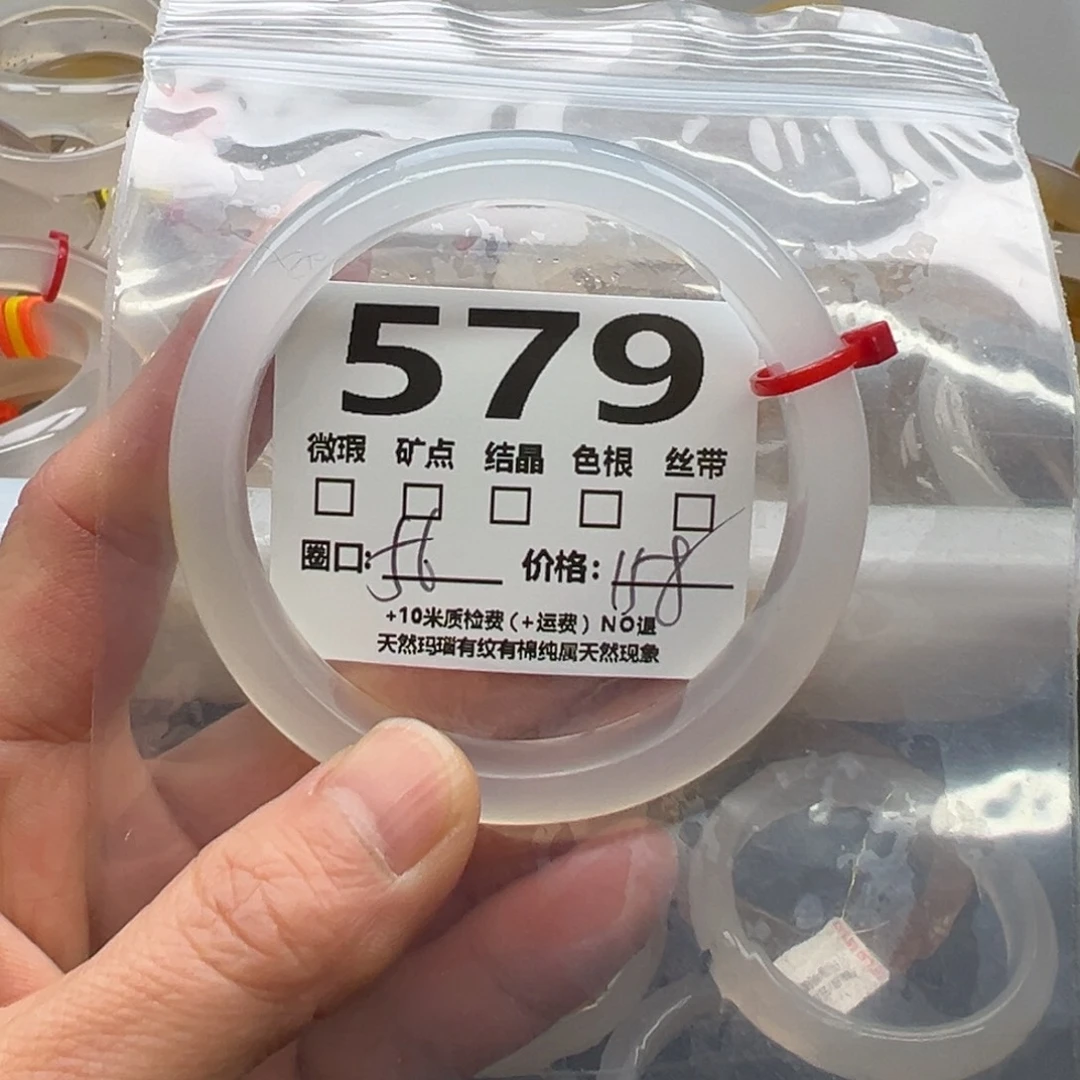 579
微瑕 矿点 结晶 色根 丝带
圈口: 56 价格: 158
+10米质检费(+运费) NO退
天然玛瑙有纹有棉纯属天然现象